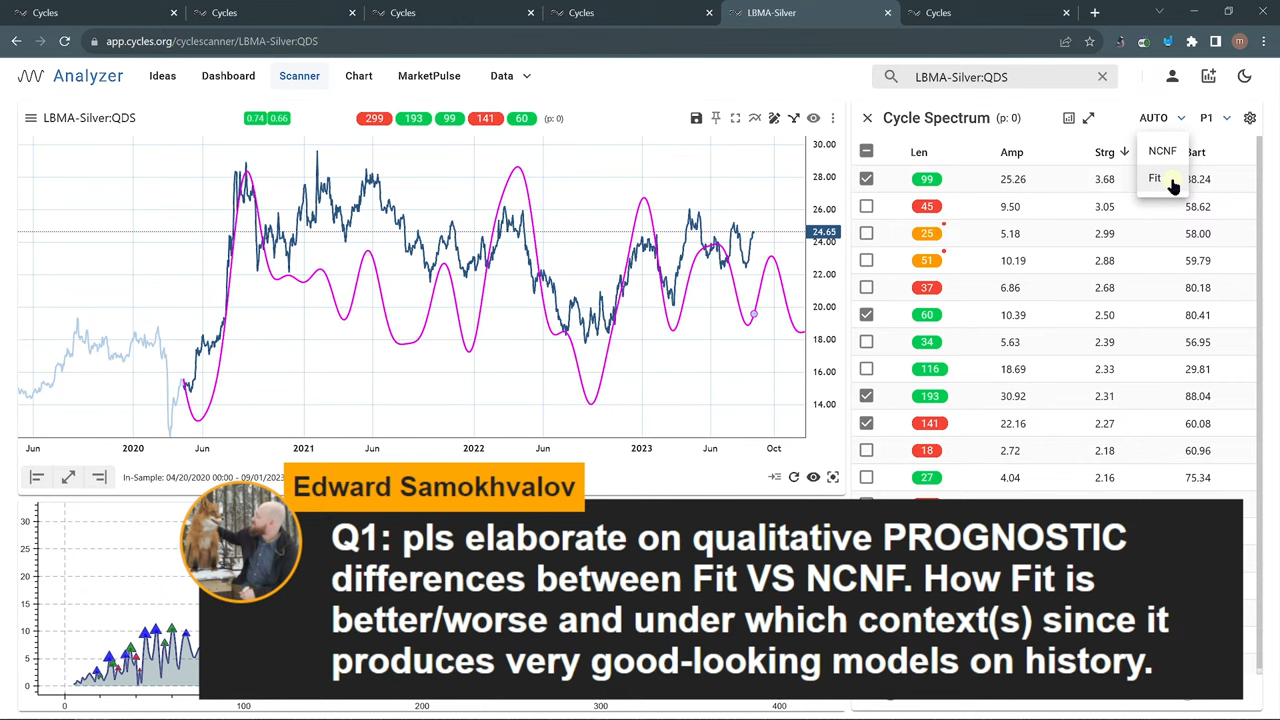 Cycles
Cycles
Cycles
Cycles
LBMA-Silver
Cycles
app.cycles.org/cyclescanner/LBMA-Silver:QDS
m
Analyzer
Ideas
Dashboard
Scanner
Chart
MarketPulse
Data
LBMA-Silver:QDS
LBMA-Silver:QDS
0.74 0.66
299 193 99 141 60 (p: 0)
Cycle Spectrum (p: 0)
AUTO
P1
NCNF
Fit
Len Amp Strg Bart
99 25.26 3.68 38.24
45 9.50 3.05 58.62
25 5.18 2.99 58.00
51 10.19 2.88 59.79
37 6.86 2.68 80.18
60 10.39 2.50 80.41
34 5.63 2.39 56.95
116 18.69 2.33 29.81
193 30.92 2.31 88.04
141 22.16 2.27 60.08
18 2.72 2.18 60.96
27 4.04 2.16 75.34
30.00
28.00
26.00
24.65
24.00
22.00
20.00
18.00
16.00
14.00
Jun 2020 Jun 2021 Jun 2022 Jun 2023 Jun Oct
In-Sample: 04/20/2020 00:00 - 09/01/2023
Edward Samokhvalov
Q1: pls elaborate on qualitative PROGNOSTIC
differences between Fit VS NCNF. How Fit is
better/worse and under which context(s) since it
produces very good-looking models on history.
30
25
20
15
10
5
0
0 100 200 300 400